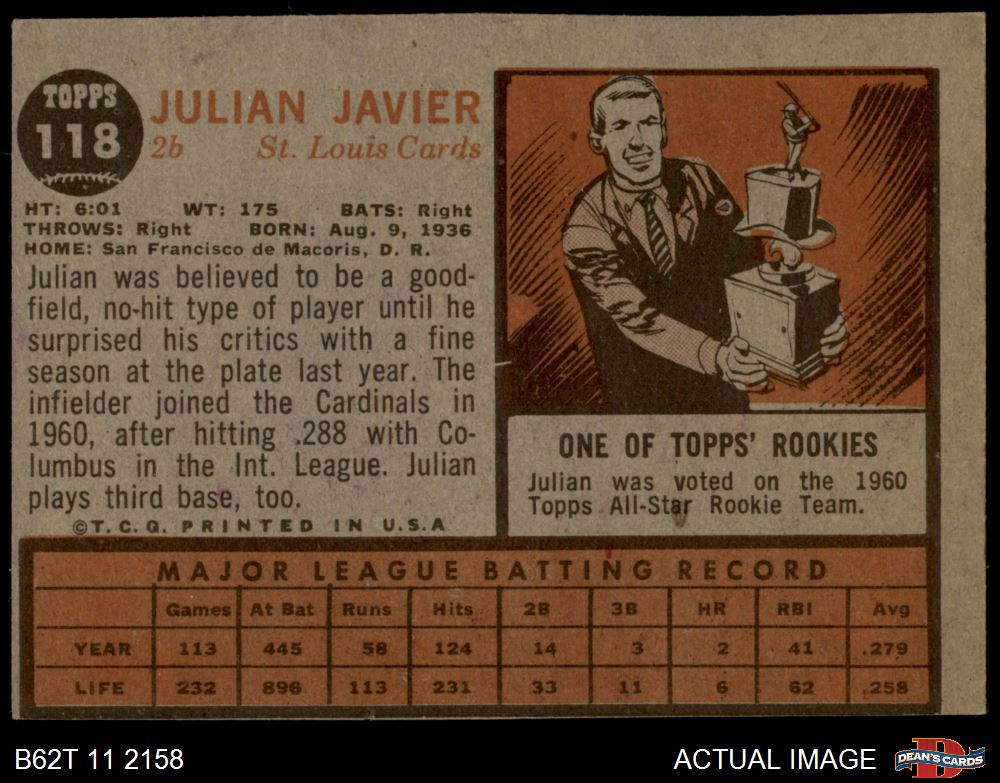 TOPPS
118
JULIAN JAVIER
2b St. Louis Cards
HT: 6:01 WT: 175 BATS: Right
THROWS: Right BORN: Aug. 9, 1936
HOME: San Francisco de Macoris, D. R.
Julian was believed to be a good-
field, no-hit type of player until he
surprised his critics with a fine
season at the plate last year. The
infielder joined the Cardinals in
1960, after hitting .288 with Co-
lumbus in the Int. League. Julian
plays third base, too.
©T.C.G. PRINTED IN U.S.A
ONE OF TOPPS' ROOKIES
Julian was voted on the 1960
Topps All-Star Rookie Team.
MAJOR LEAGUE BATTING RECORD
Games At Bat Runs Hits 2B 3B HR RBI Avg
YEAR 113 445 58 124 14 3 2 41 .279
LIFE 232 896 113 231 33 11 6 62 .258
B62T 11 2158
ACTUAL IMAGE
D
DEAN'S CARDS